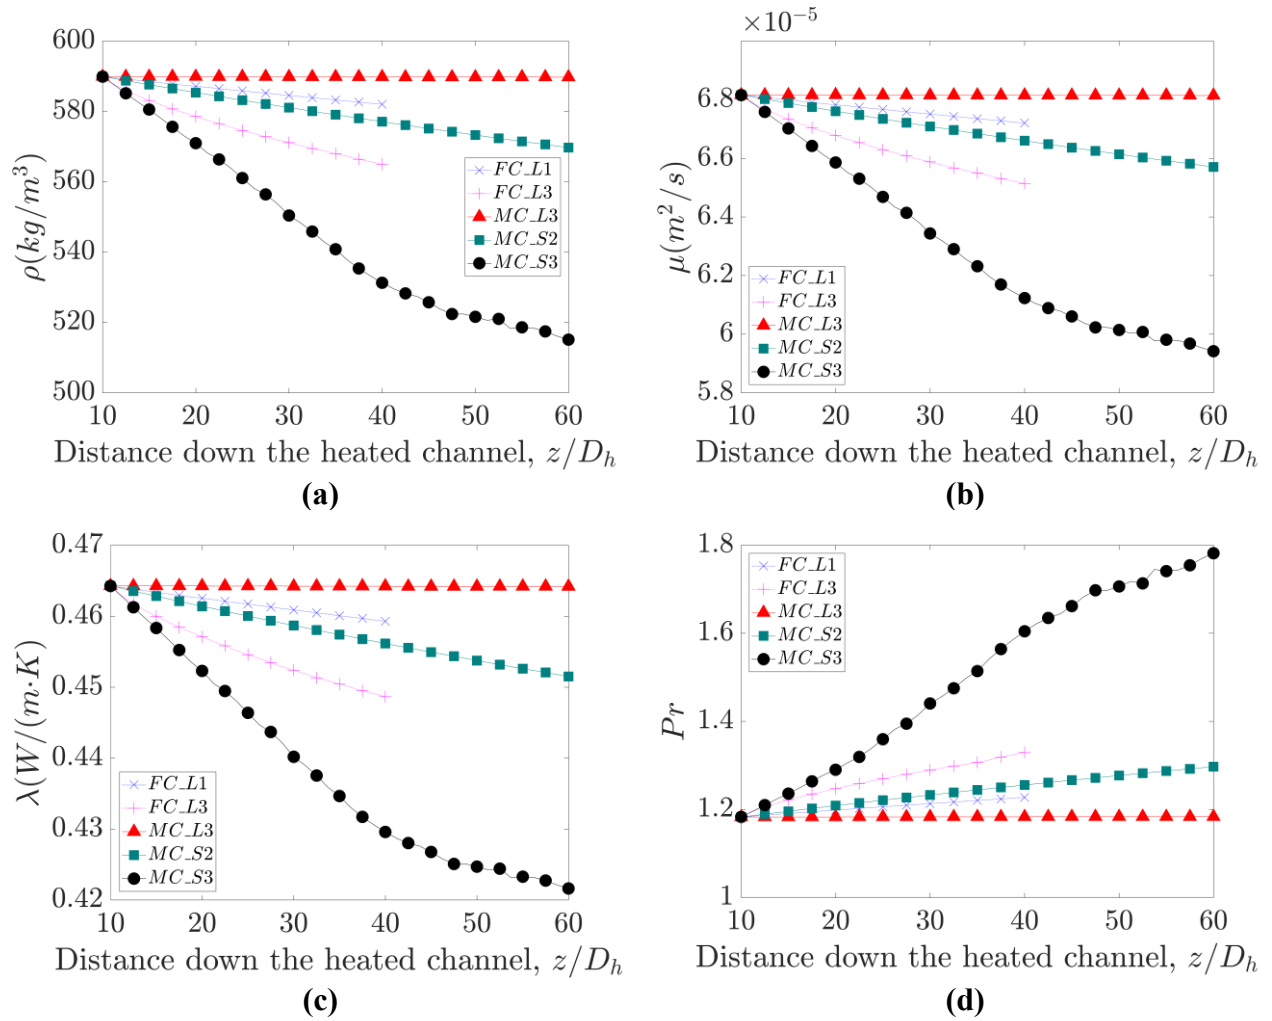 600
580
560
540
520
500
ρ(kg/m³)
FC_L1
FC_L3
MC_L3
MC_S2
MC_S3
10 20 30 40 50 60
Distance down the heated channel, z/D_h
(a)
×10⁻⁵
6.8
6.6
6.4
6.2
6
5.8
μ(m²/s)
FC_L1
FC_L3
MC_L3
MC_S2
MC_S3
10 20 30 40 50 60
Distance down the heated channel, z/D_h
(b)
0.47
0.46
0.45
0.44
0.43
0.42
λ(W/(m·K)
FC_L1
FC_L3
MC_L3
MC_S2
MC_S3
10 20 30 40 50 60
Distance down the heated channel, z/D_h
(c)
1.8
1.6
1.4
1.2
1
Pr
FC_L1
FC_L3
MC_L3
MC_S2
MC_S3
10 20 30 40 50 60
Distance down the heated channel, z/D_h
(d)